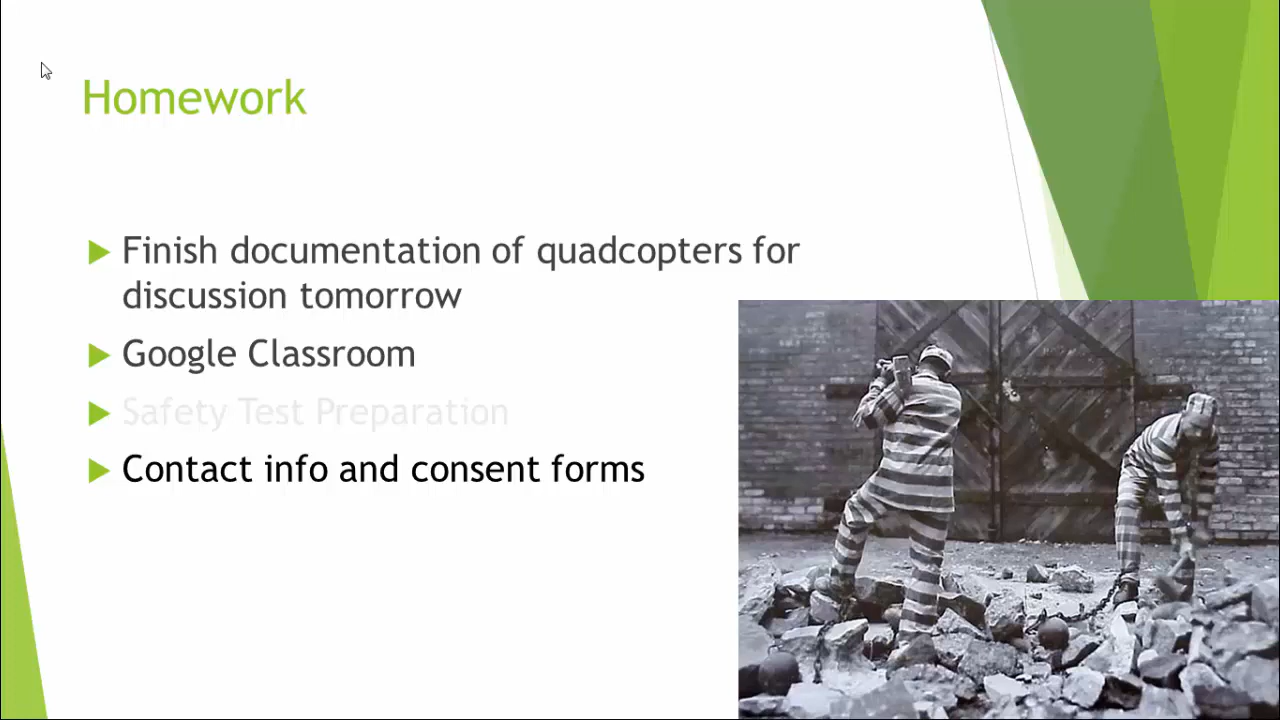 Homework
Finish documentation of quadcopters for
discussion tomorrow
Google Classroom
Safety Test Preparation
Contact info and consent forms